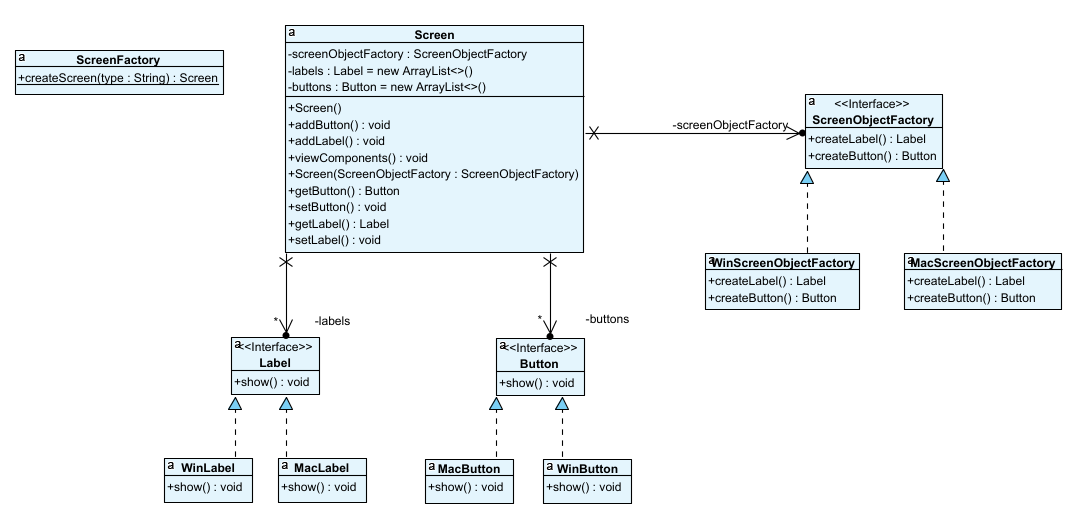 a
ScreenFactory
+createScreen(type : String) : Screen
a
Screen
-screenObjectFactory : ScreenObjectFactory
-labels : Label = new ArrayList<>()
-buttons : Button = new ArrayList<>()
+Screen()
+addButton() : void
+addLabel() : void
+viewComponents() : void
+Screen(ScreenObjectFactory : ScreenObjectFactory)
+getButton() : Button
+setButton() : void
+getLabel() : Label
+setLabel() : void
-screenObjectFactory
a
<<Interface>>
ScreenObjectFactory
+createLabel() : Label
+createButton() : Button
a
WinScreenObjectFactory
+createLabel() : Label
+createButton() : Button
a
MacScreenObjectFactory
+createLabel() : Label
+createButton() : Button
*
-labels
*
-buttons
a
<<Interface>>
Label
+show() : void
a
<<Interface>>
Button
+show() : void
a
WinLabel
+show() : void
a
MacLabel
+show() : void
a
MacButton
+show() : void
a
WinButton
+show() : void